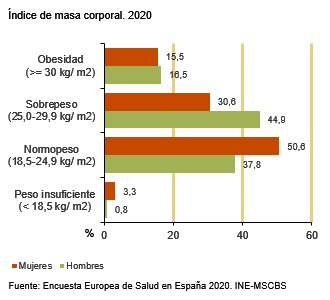 Índice de masa corporal. 2020
Obesidad
(>= 30 kg/ m2)
15,5
16,5
Sobrepeso
(25,0-29,9 kg/ m2)
30,6
44,9
Normopeso
(18,5-24,9 kg/ m2)
50,6
37,8
Peso insuficiente
(< 18,5 kg/ m2)
3,3
0,8
% 0 20 40 60
Mujeres Hombres
Fuente: Encuesta Europea de Salud en España 2020. INE-MSCBS